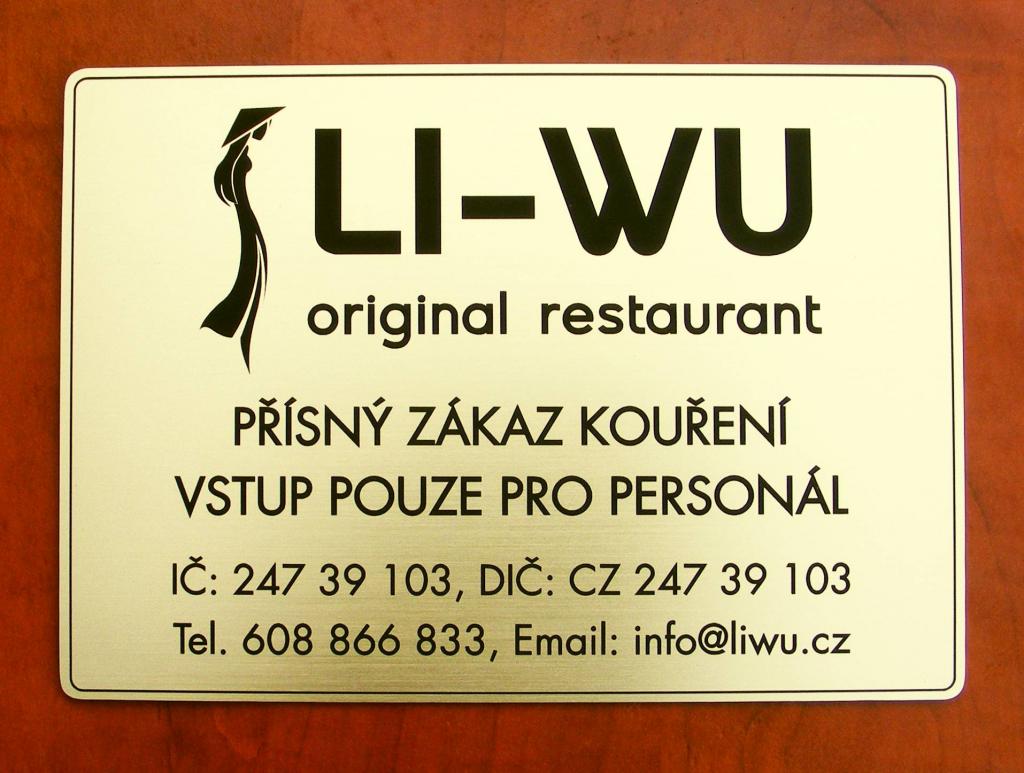 LI-WU
original restaurant
PŘÍSNÝ ZÁKAZ KOUŘENÍ
VSTUP POUZE PRO PERSONÁL
IČ: 247 39 103, DIČ: CZ 247 39 103
Tel. 608 866 833, Email: info@liwu.cz